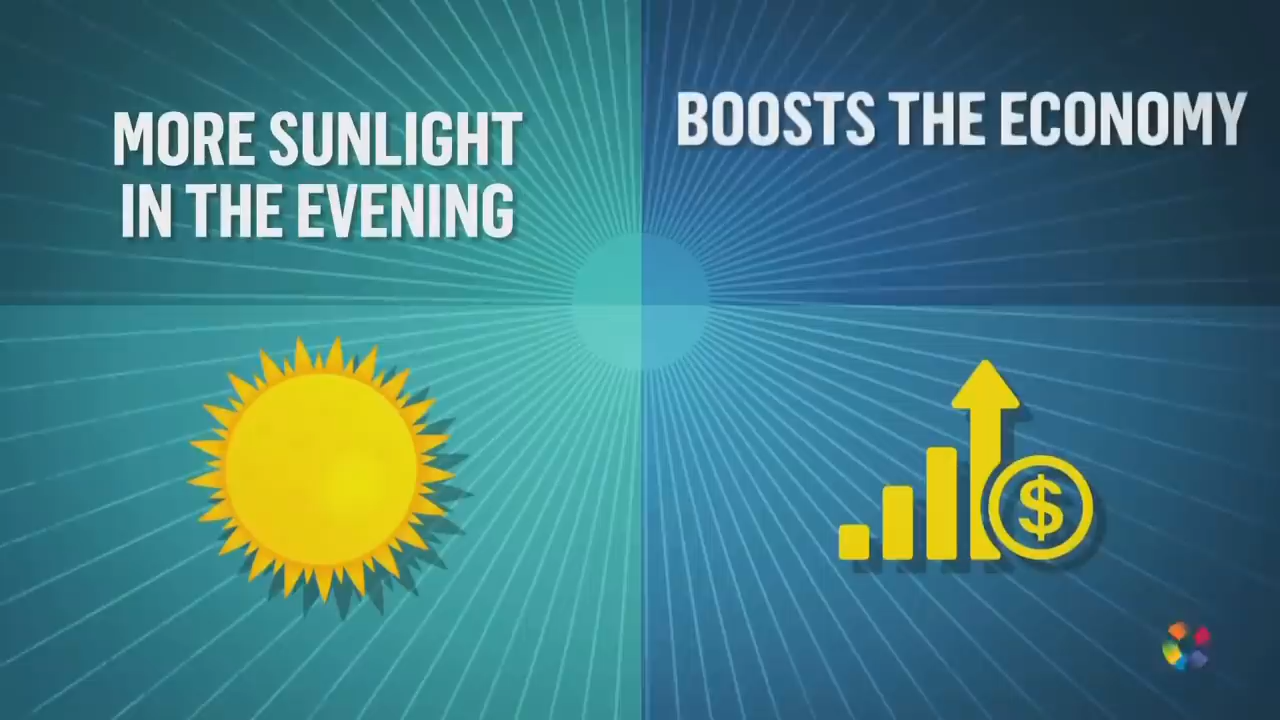 MORE SUNLIGHT
IN THE EVENING
BOOSTS THE ECONOMY
$